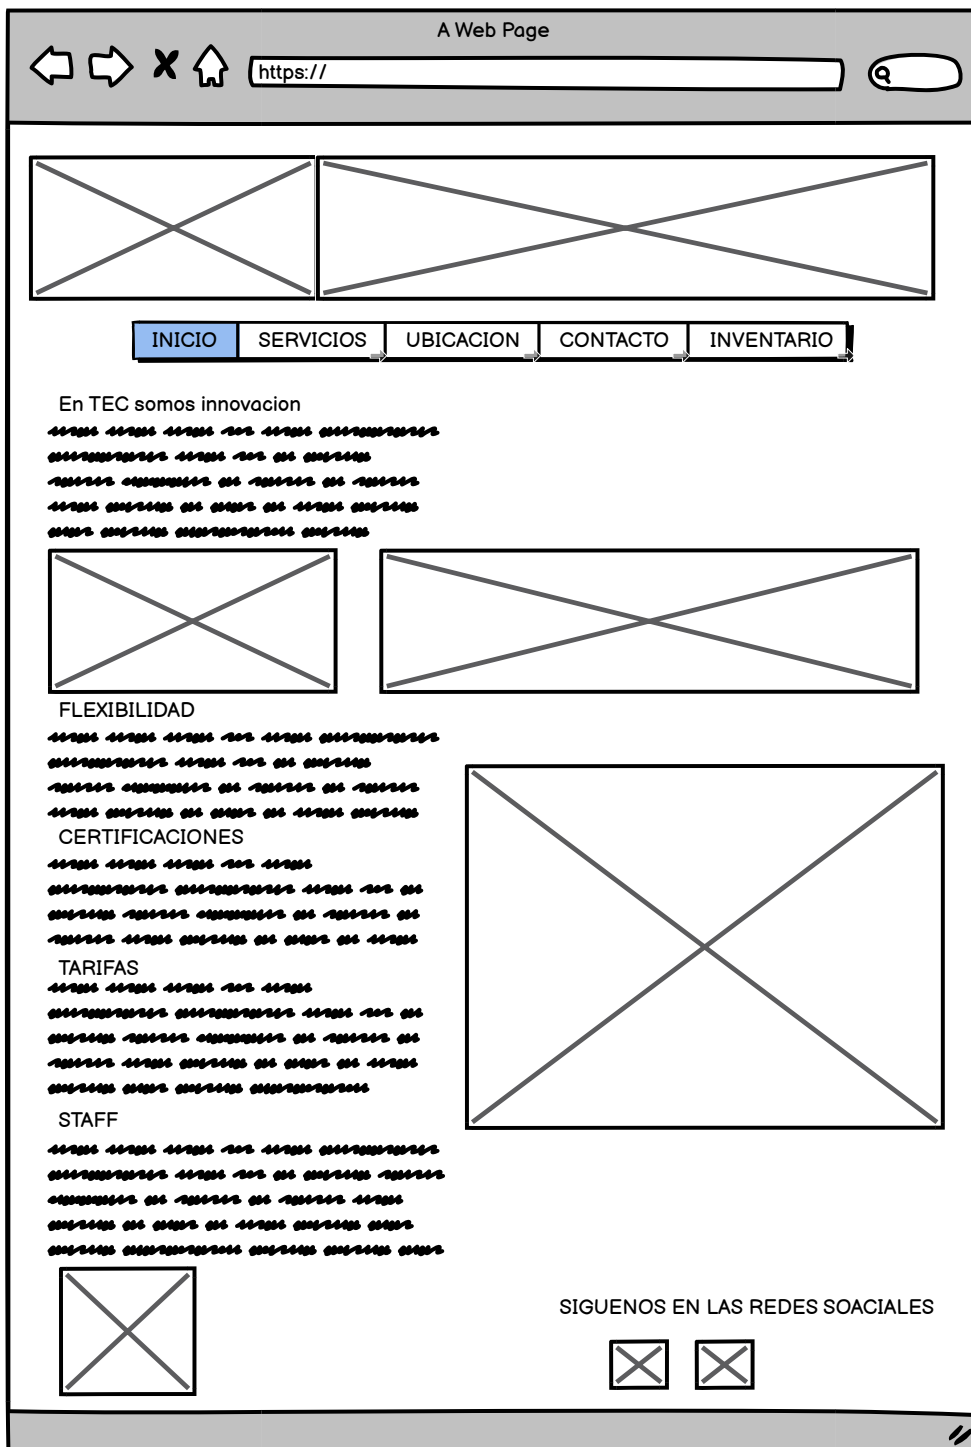 A Web Page
https://
INICIO SERVICIOS UBICACION CONTACTO INVENTARIO
En TEC somos innovacion
FLEXIBILIDAD
CERTIFICACIONES
TARIFAS
STAFF
SIGUENOS EN LAS REDES SOACIALES